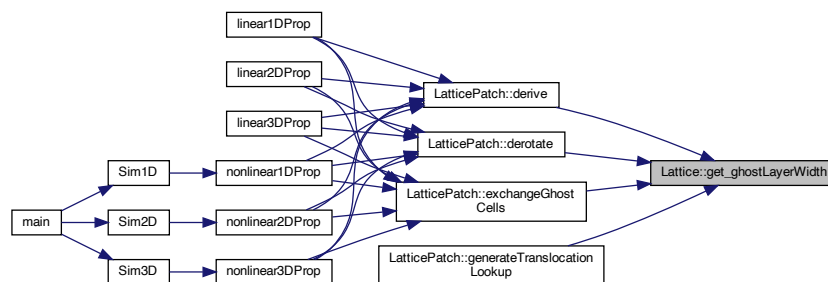 linear1DProp
linear2DProp
linear3DProp
LatticePatch::derive
LatticePatch::derotate
Lattice::get_ghostLayerWidth
Sim1D
nonlinear1DProp
LatticePatch::exchangeGhost
Cells
main
Sim2D
nonlinear2DProp
LatticePatch::generateTranslocation
Lookup
Sim3D
nonlinear3DProp